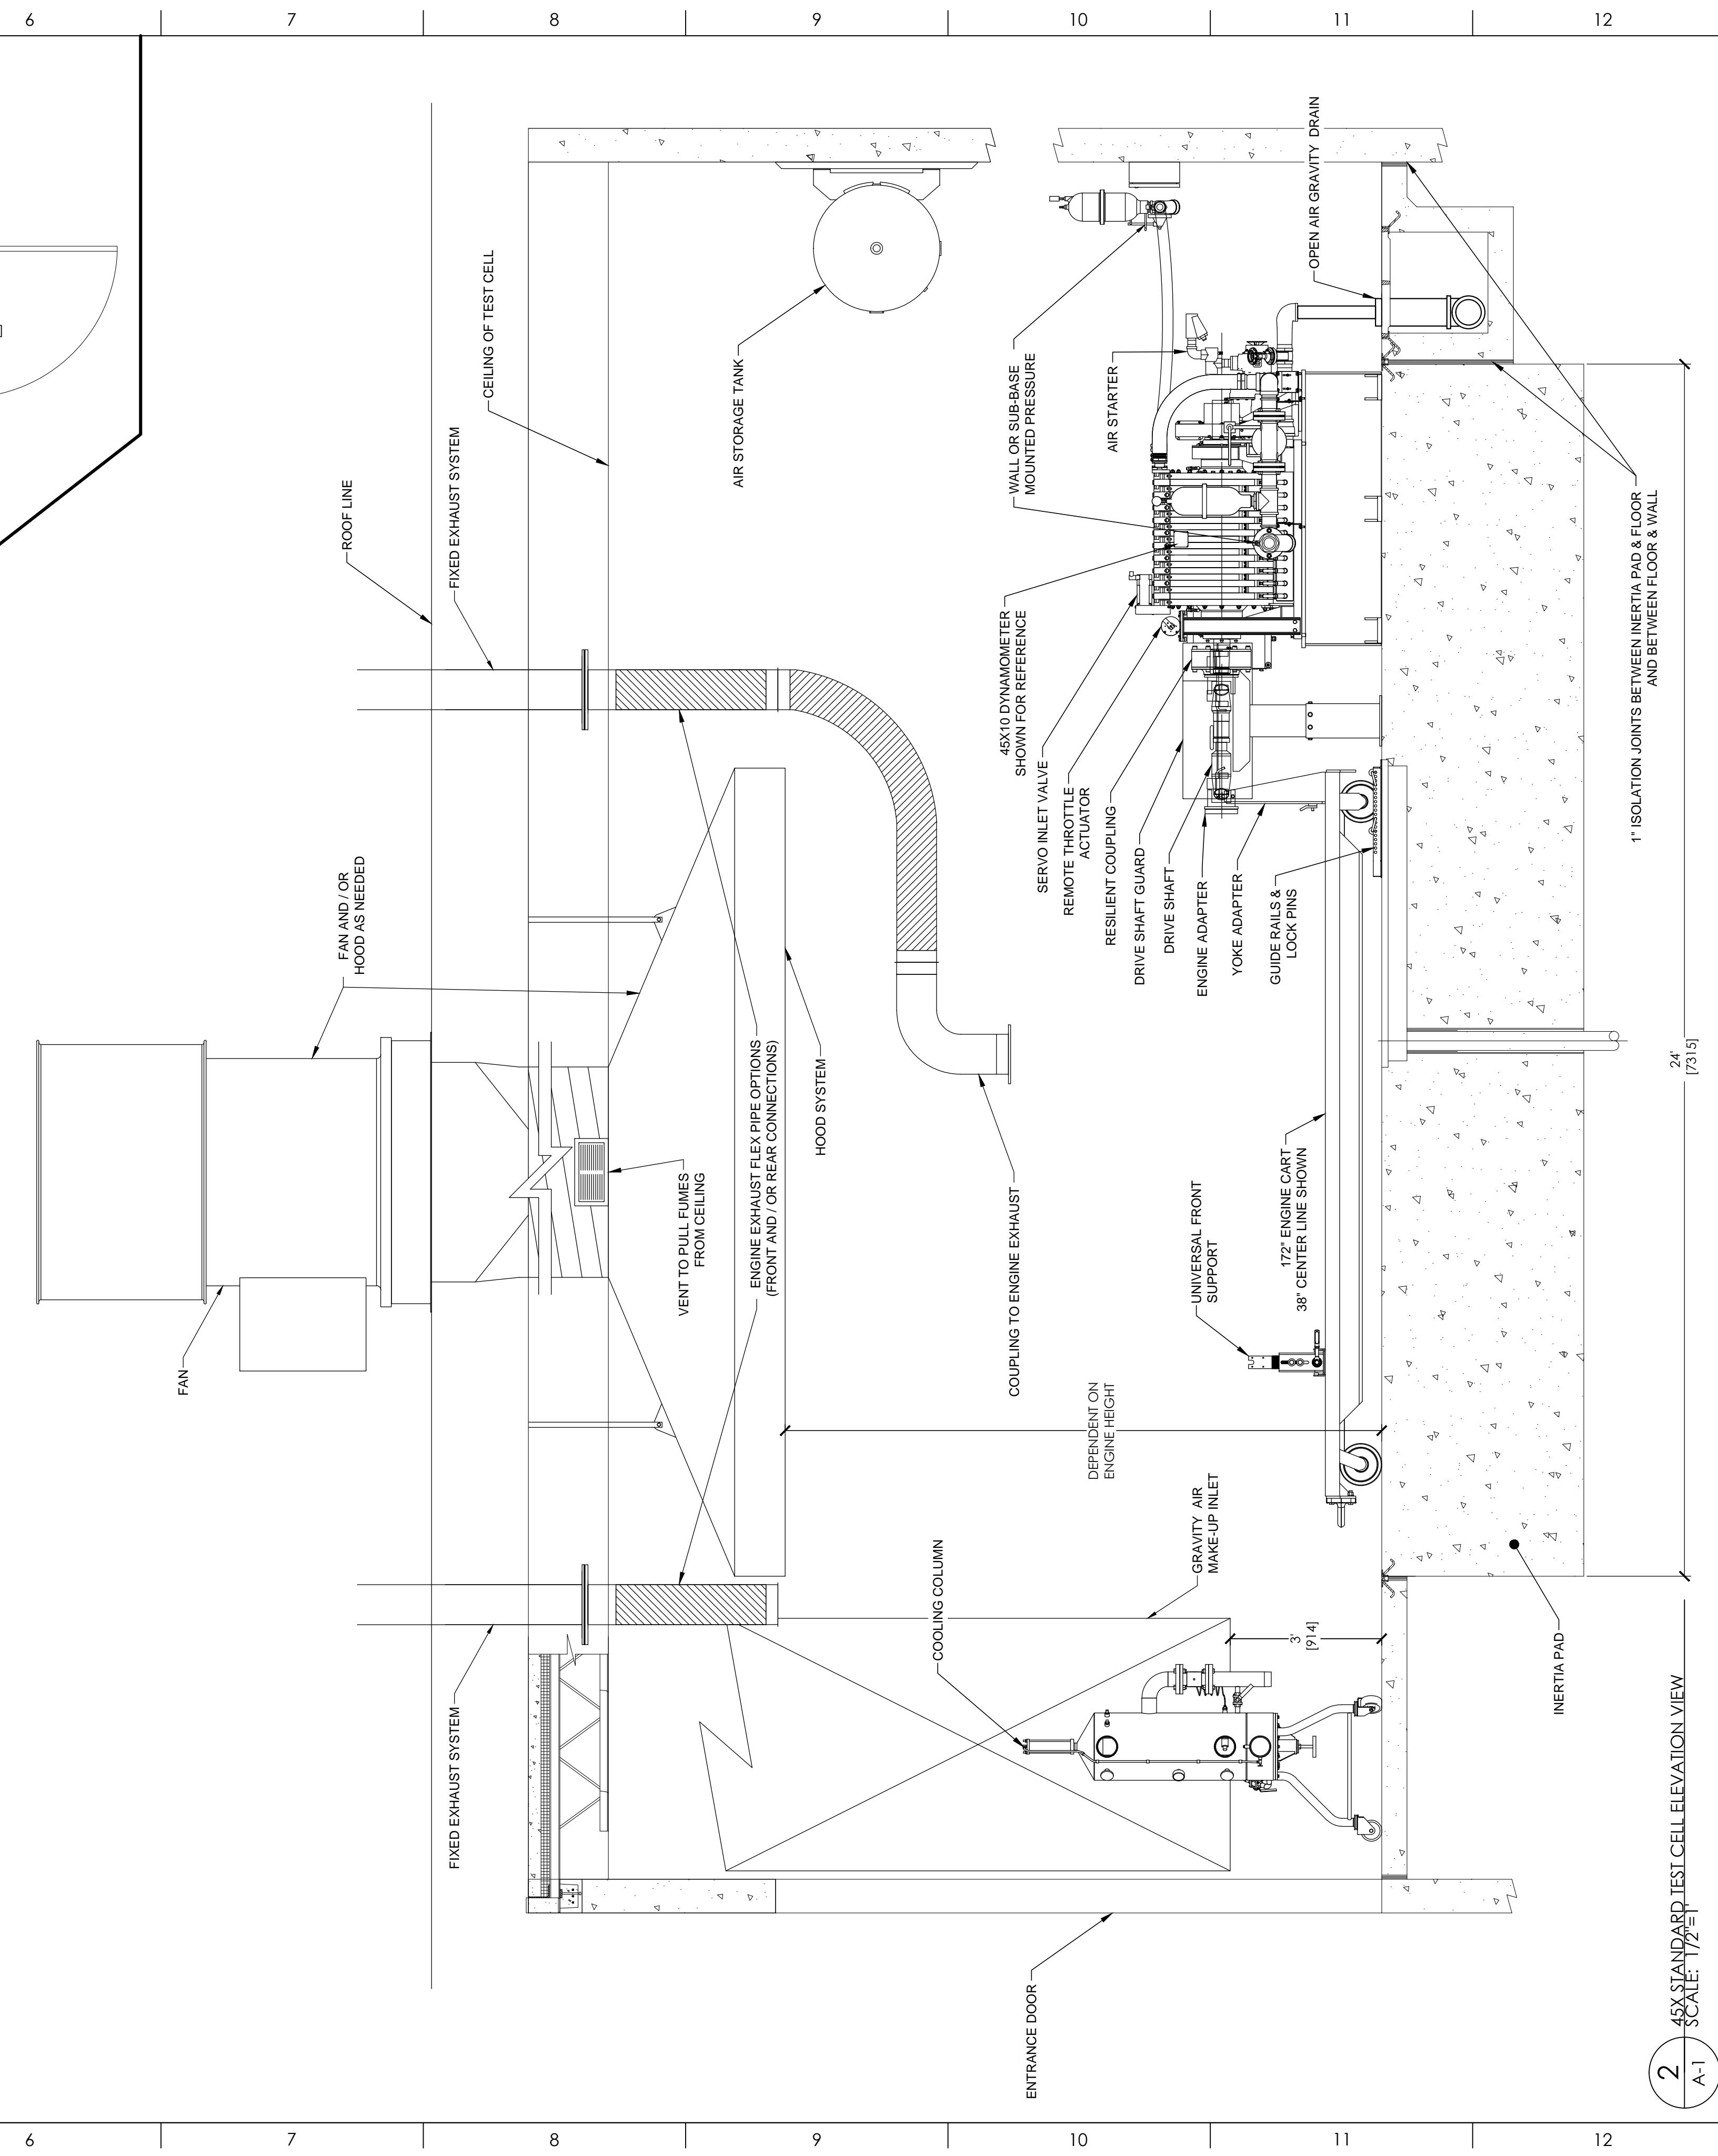 6
7
8
9
10
11
12
ROOF LINE
FIXED EXHAUST SYSTEM
CEILING OF TEST CELL
AIR STORAGE TANK
FAN AND / OR
HOOD AS NEEDED
FAN
VENT TO PULL FUMES
FROM CEILING
ENGINE EXHAUST FLEX PIPE OPTIONS
(FRONT AND / OR REAR CONNECTIONS)
HOOD SYSTEM
COUPLING TO ENGINE EXHAUST
FIXED EXHAUST SYSTEM
COOLING COLUMN
ENTRANCE DOOR
GRAVITY AIR
MAKE-UP INLET
DEPENDENT ON
ENGINE HEIGHT
3'
[914]
UNIVERSAL FRONT
SUPPORT
172" ENGINE CART
38" CENTER LINE SHOWN
45X10 DYNAMOMETER
SHOWN FOR REFERENCE
SERVO INLET VALVE
REMOTE THROTTLE
ACTUATOR
RESILIENT COUPLING
DRIVE SHAFT GUARD
DRIVE SHAFT
ENGINE ADAPTER
YOKE ADAPTER
GUIDE RAILS &
LOCK PINS
WALL OR SUB-BASE
MOUNTED PRESSURE
AIR STARTER
OPEN AIR GRAVITY DRAIN
1" ISOLATION JOINTS BETWEEN INERTIA PAD & FLOOR
AND BETWEEN FLOOR & WALL
INERTIA PAD
24'
[7315]
2
A-1
45X STANDARD TEST CELL ELEVATION VIEW
SCALE: 1/2"=1'
6
7
8
9
10
11
12